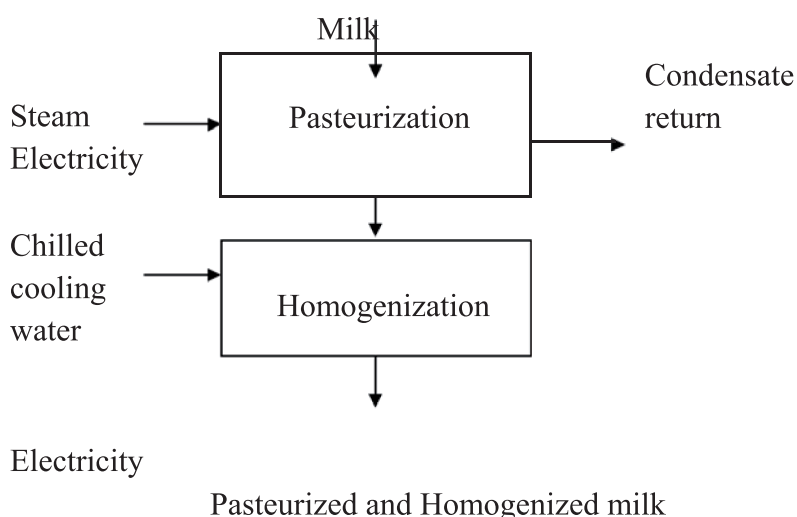 Milk
Condensate
return
Steam
Electricity
Pasteurization
Chilled
cooling
water
Homogenization
Electricity
Pasteurized and Homogenized milk